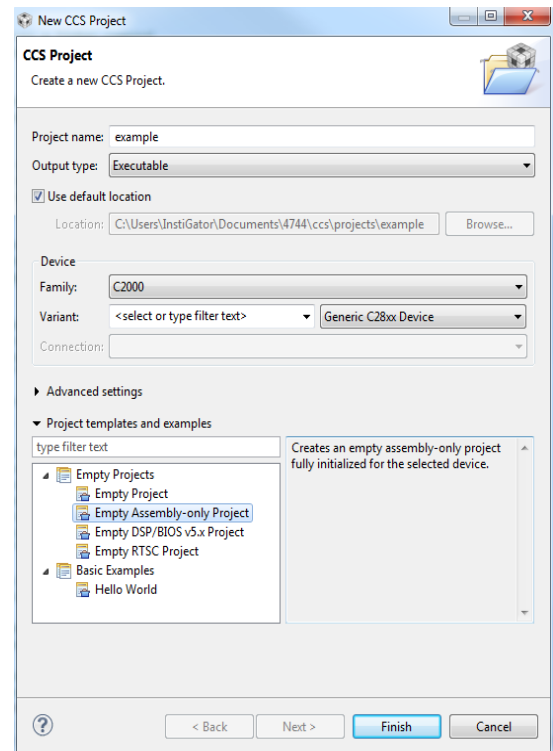 New CCS Project
CCS Project
Create a new CCS Project.
Project name: example
Output type: Executable
Use default location
Location: C:\Users\InstiGator\Documents\4744\ccs\projects\example Browse...
Device
Family: C2000
Variant: <select or type filter text> Generic C28xx Device
Connection:
Advanced settings
Project templates and examples
type filter text
Empty Projects
Empty Project
Empty Assembly-only Project
Empty DSP/BIOS v5.x Project
Empty RTSC Project
Basic Examples
Hello World
Creates an empty assembly-only project
fully initialized for the selected device.
? < Back Next > Finish Cancel